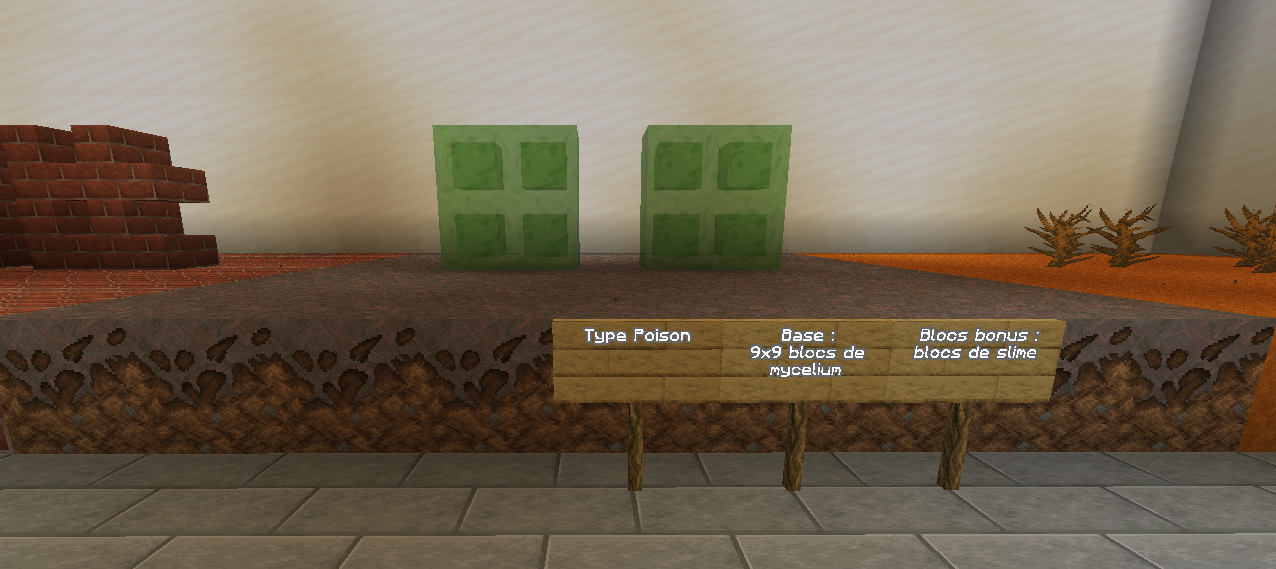 Type Poison
Base :
9x9 blocs de
mycelium
Blocs bonus :
blocs de slime